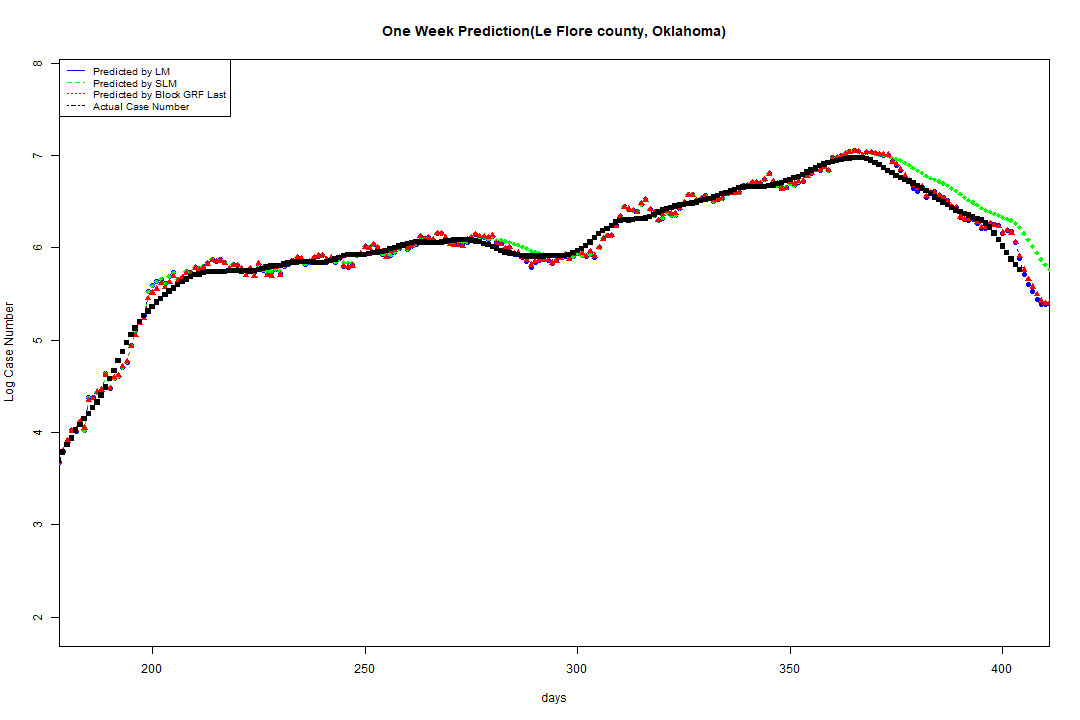 One Week Prediction(Le Flore county, Oklahoma)
Predicted by LM
Predicted by SLM
Predicted by Block GRF Last
Actual Case Number
8
7
6
5
4
3
2
Log Case Number
200 250 300 350 400
days